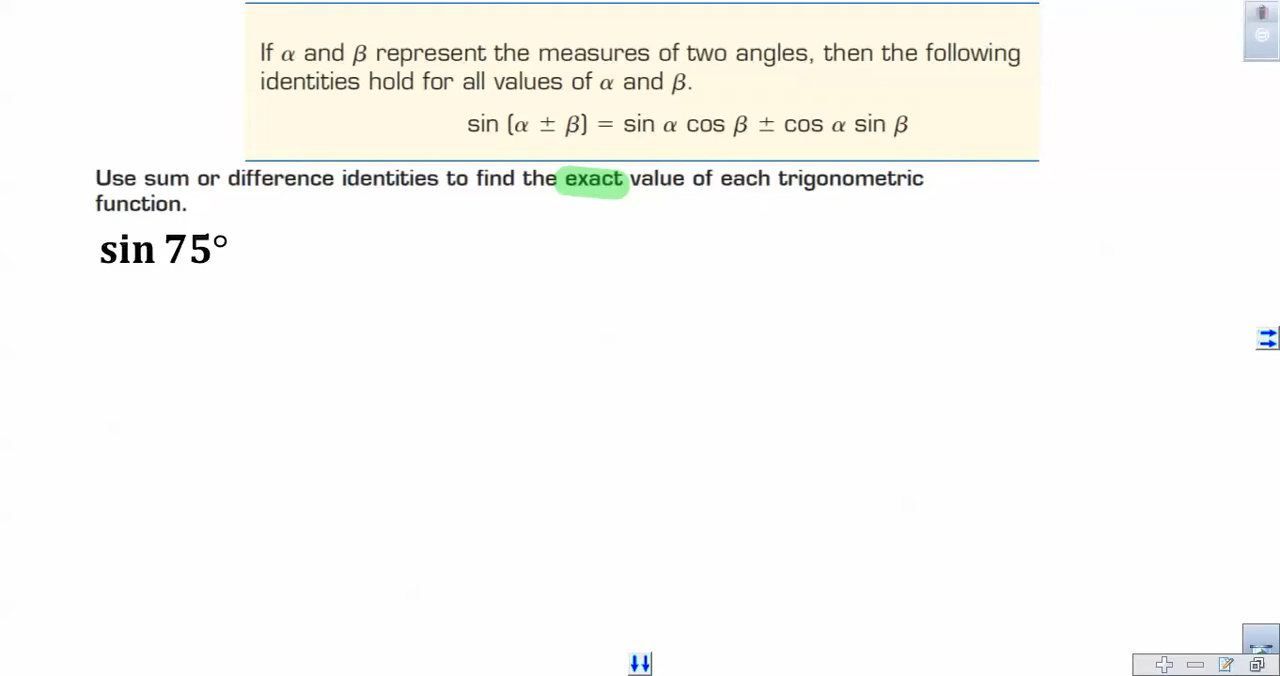 If α and β represent the measures of two angles, then the following
identities hold for all values of α and β.
sin (α ± β) = sin α cos β ± cos α sin β
Use sum or difference identities to find the exact value of each trigonometric
function.
sin 75°